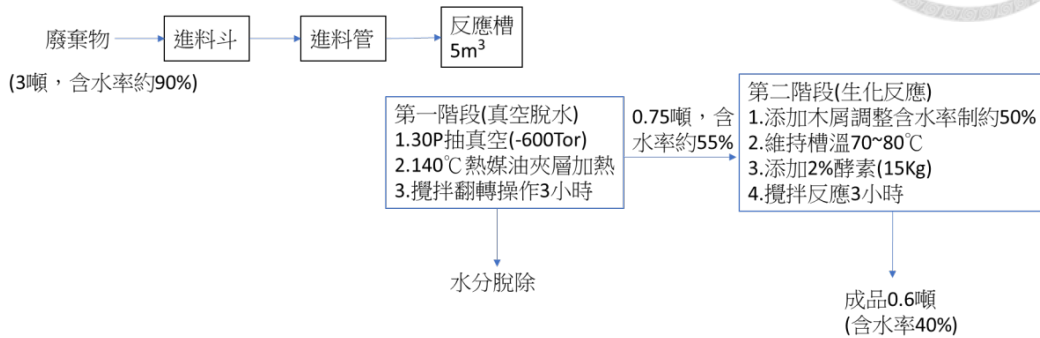 廢棄物
進料斗
進料管
反應槽
5m³
(3噸，含水率約90%)
第一階段(真空脫水)
1.30P抽真空(-600Tor)
2.140℃熱媒油夾層加熱
3.攪拌翻轉操作3小時
0.75噸，含
水率約55%
第二階段(生化反應)
1.添加木屑調整含水率制約50%
2.維持槽溫70~80℃
3.添加2%酵素(15Kg)
4.攪拌反應3小時
水分脫除
成品0.6噸
(含水率40%)